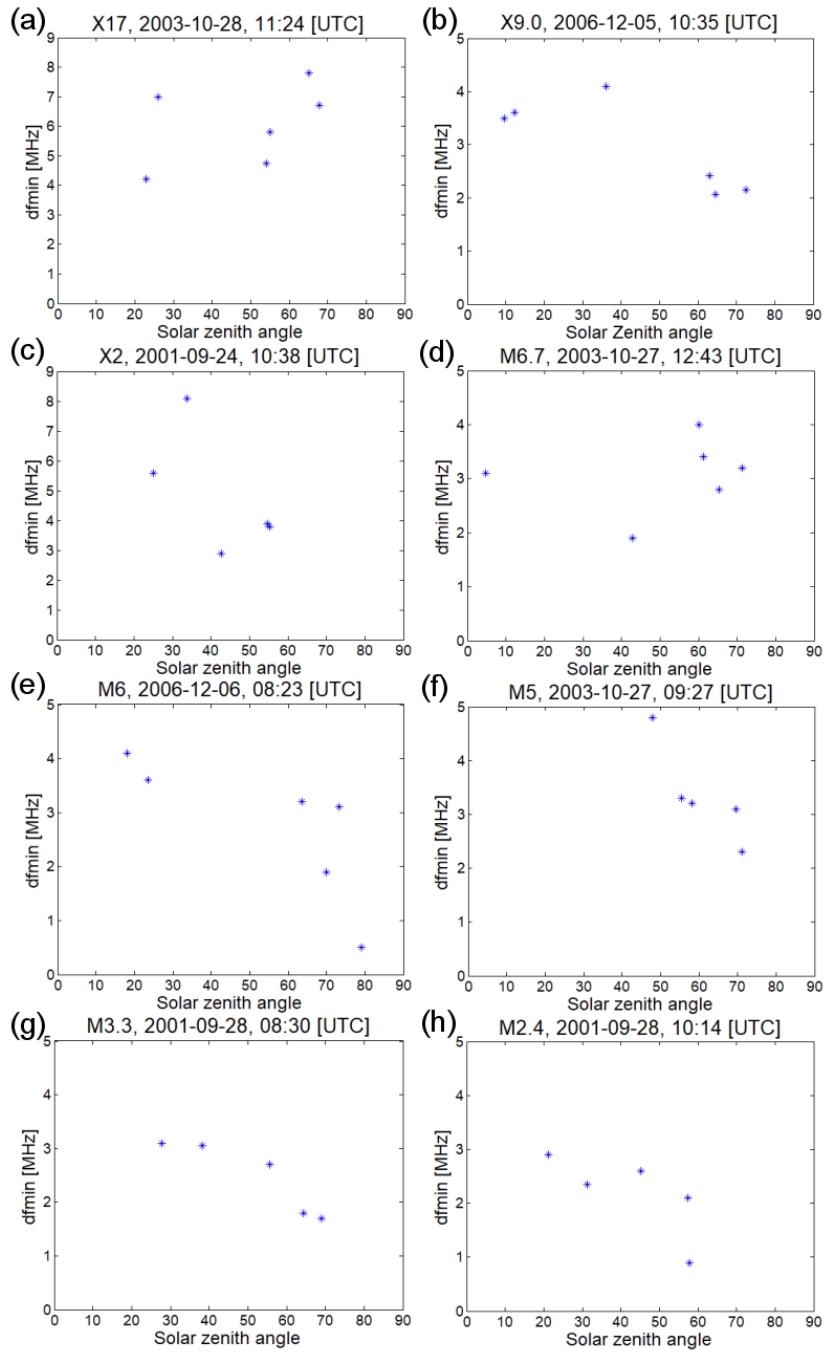 (a)
X17, 2003-10-28, 11:24 [UTC]
9
8
7
6
5
4
3
2
1
0
dfmin [MHz]
0 10 20 30 40 50 60 70 80 90
Solar zenith angle
(b)
X9.0, 2006-12-05, 10:35 [UTC]
5
4
3
2
1
0
dfmin [MHz]
0 10 20 30 40 50 60 70 80 90
Solar Zenith angle
(c)
X2, 2001-09-24, 10:38 [UTC]
9
8
7
6
5
4
3
2
1
0
dfmin [MHz]
0 10 20 30 40 50 60 70 80 90
Solar Zenith angle
(d)
M6.7, 2003-10-27, 12:43 [UTC]
5
4
3
2
1
0
dfmin [MHz]
0 10 20 30 40 50 60 70 80 90
Solar Zenith angle
(e)
M6, 2006-12-06, 08:23 [UTC]
5
4
3
2
1
0
dfmin [MHz]
0 10 20 30 40 50 60 70 80 90
Solar Zenith angle
(f)
M5, 2003-10-27, 09:27 [UTC]
5
4
3
2
1
0
dfmin [MHz]
0 10 20 30 40 50 60 70 80 90
Solar zenith angle
(g)
M3.3, 2001-09-28, 08:30 [UTC]
5
4
3
2
1
0
dfmin [MHz]
0 10 20 30 40 50 60 70 80 90
Solar zenith angle
(h)
M2.4, 2001-09-28, 10:14 [UTC]
5
4
3
2
1
0
dfmin [MHz]
0 10 20 30 40 50 60 70 80 90
Solar zenith angle